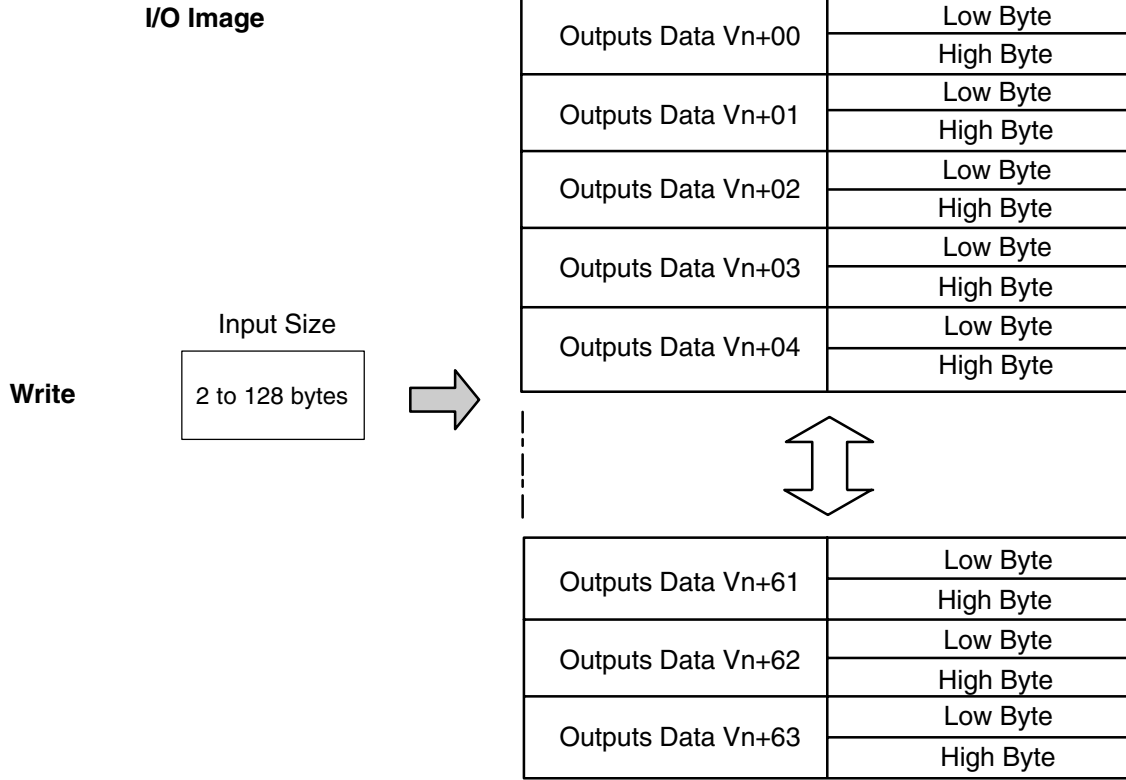 I/O Image
Outputs Data Vn+00
Low Byte
High Byte
Outputs Data Vn+01
Low Byte
High Byte
Outputs Data Vn+02
Low Byte
High Byte
Outputs Data Vn+03
Low Byte
High Byte
Outputs Data Vn+04
Low Byte
High Byte
Input Size
Write
2 to 128 bytes
Outputs Data Vn+61
Low Byte
High Byte
Outputs Data Vn+62
Low Byte
High Byte
Outputs Data Vn+63
Low Byte
High Byte